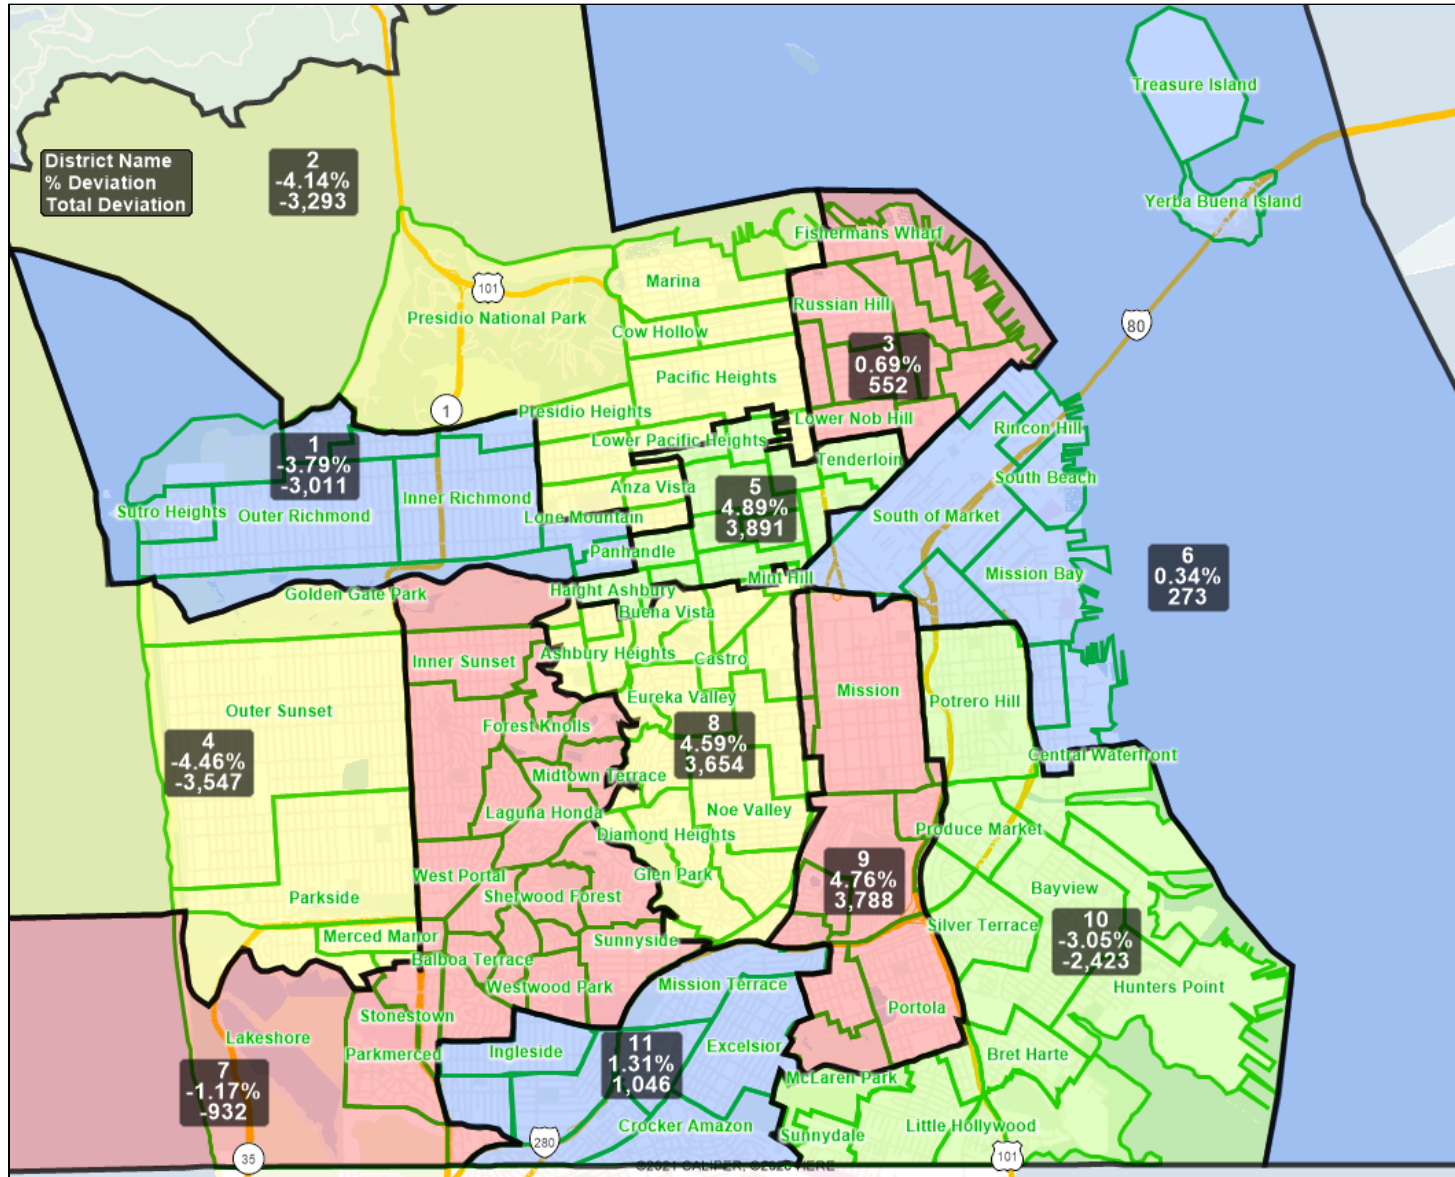 Treasure Island
Yerba Buena Island
District Name
% Deviation
Total Deviation
2
-4.14%
-3,293
Fishermans Wharf
Marina
101
Presidio National Park
Russian Hill
Cow Hollow
80
3
0.69%
552
Pacific Heights
1
Presidio Heights
Lower Nob Hill
Rincon Hill
Lower Pacific Heights
1
-3.79%
-3,011
Tenderloin
South Beach
Anza Vista
5
4.89%
3,891
Inner Richmond
Sutro Heights
Outer Richmond
Lone Mountain
South of Market
Panhandle
Mission Bay
6
0.34%
273
Mint Hill
Golden Gate Park
Haight Ashbury
Buena Vista
Inner Sunset
Ashbury Heights
Castro
Mission
Eureka Valley
Potrero Hill
Outer Sunset
Forest Knolls
8
4.59%
3,654
4
-4.46%
-3,547
Central Waterfront
Midtown Terrace
Laguna Honda
Noe Valley
Diamond Heights
Produce Market
West Portal
Glen Park
9
4.76%
3,788
Bayview
Parkside
Sherwood Forest
Silver Terrace
10
-3.05%
-2,423
Merced Manor
Sunnyside
Balboa Terrace
Westwood Park
Mission Terrace
Hunters Point
Stonestown
Portola
Lakeshore
Parkmerced
Ingleside
11
1.31%
1,046
Excelsior
Bret Harte
7
-1.17%
-932
McLaren Park
Crocker Amazon
Sunnydale
Little Hollywood
280
35
101
©2021 CALIPER, ©2020 HERE